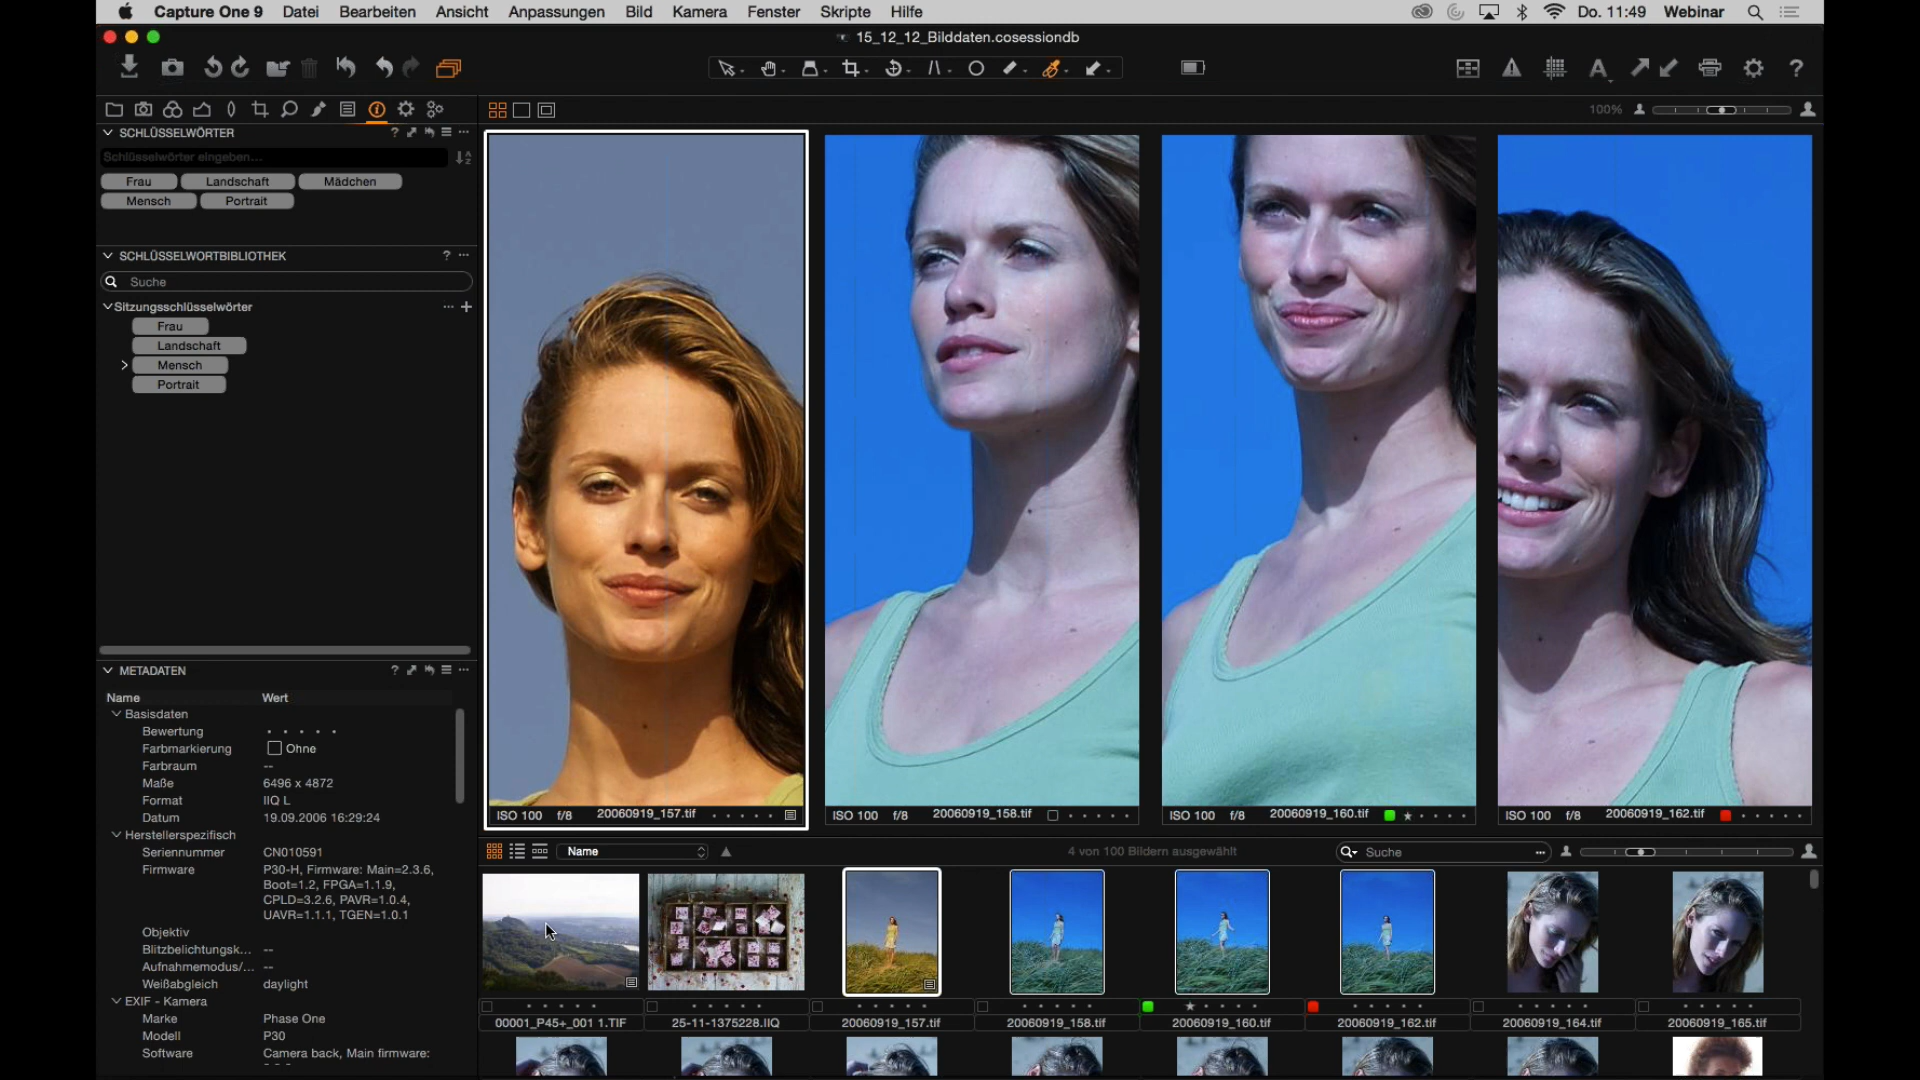 Capture One 9 Datei Bearbeiten Ansicht Anpassungen Bild Kamera Fenster Skripte Hilfe Do. 11:49 Webinar
15_12_12_Bilddaten.cosessiondb
100%
SCHLÜSSELWÖRTER
Schlüsselwörter eingeben...
Frau Landschaft Mädchen
Mensch Portrait
SCHLÜSSELWORTBIBLIOTHEK
Suche
Sitzungsschlüsselwörter
Frau
Landschaft
Mensch
Portrait
METADATEN
Name Wert
Basisdaten
Bewertung
Farbmarkierung Ohne
Farbraum --
Maße 6496 x 4872
Format IIQ L
Datum 19.09.2006 16:29:24
Herstellerspezifisch
Seriennummer CN010591
Firmware P30-H, Firmware: Main=2.3.6,
Boot=1.2, FPGA=1.1.9,
CPLD=3.2.6, PAVR=1.0.4,
UAVR=1.1.1, TGEN=1.0.1
Objektiv
Blitzbelichtungsk... --
Aufnahmemodus/... --
Weißabgleich daylight
EXIF - Kamera
Marke Phase One
Modell P30
Software Camera back, Main firmware:
ISO 100 f/8 20060919_157.tif
ISO 100 f/8 20060919_158.tif
ISO 100 f/8 20060919_160.tif
ISO 100 f/8 20060919_162.tif
Name
4 von 100 Bildern ausgewählt
Suche
00001_P45+_001 1.TIF
25-11-1375228.IIQ
20060919_157.tif
20060919_158.tif
20060919_160.tif
20060919_162.tif
20060919_164.tif
20060919_165.tif